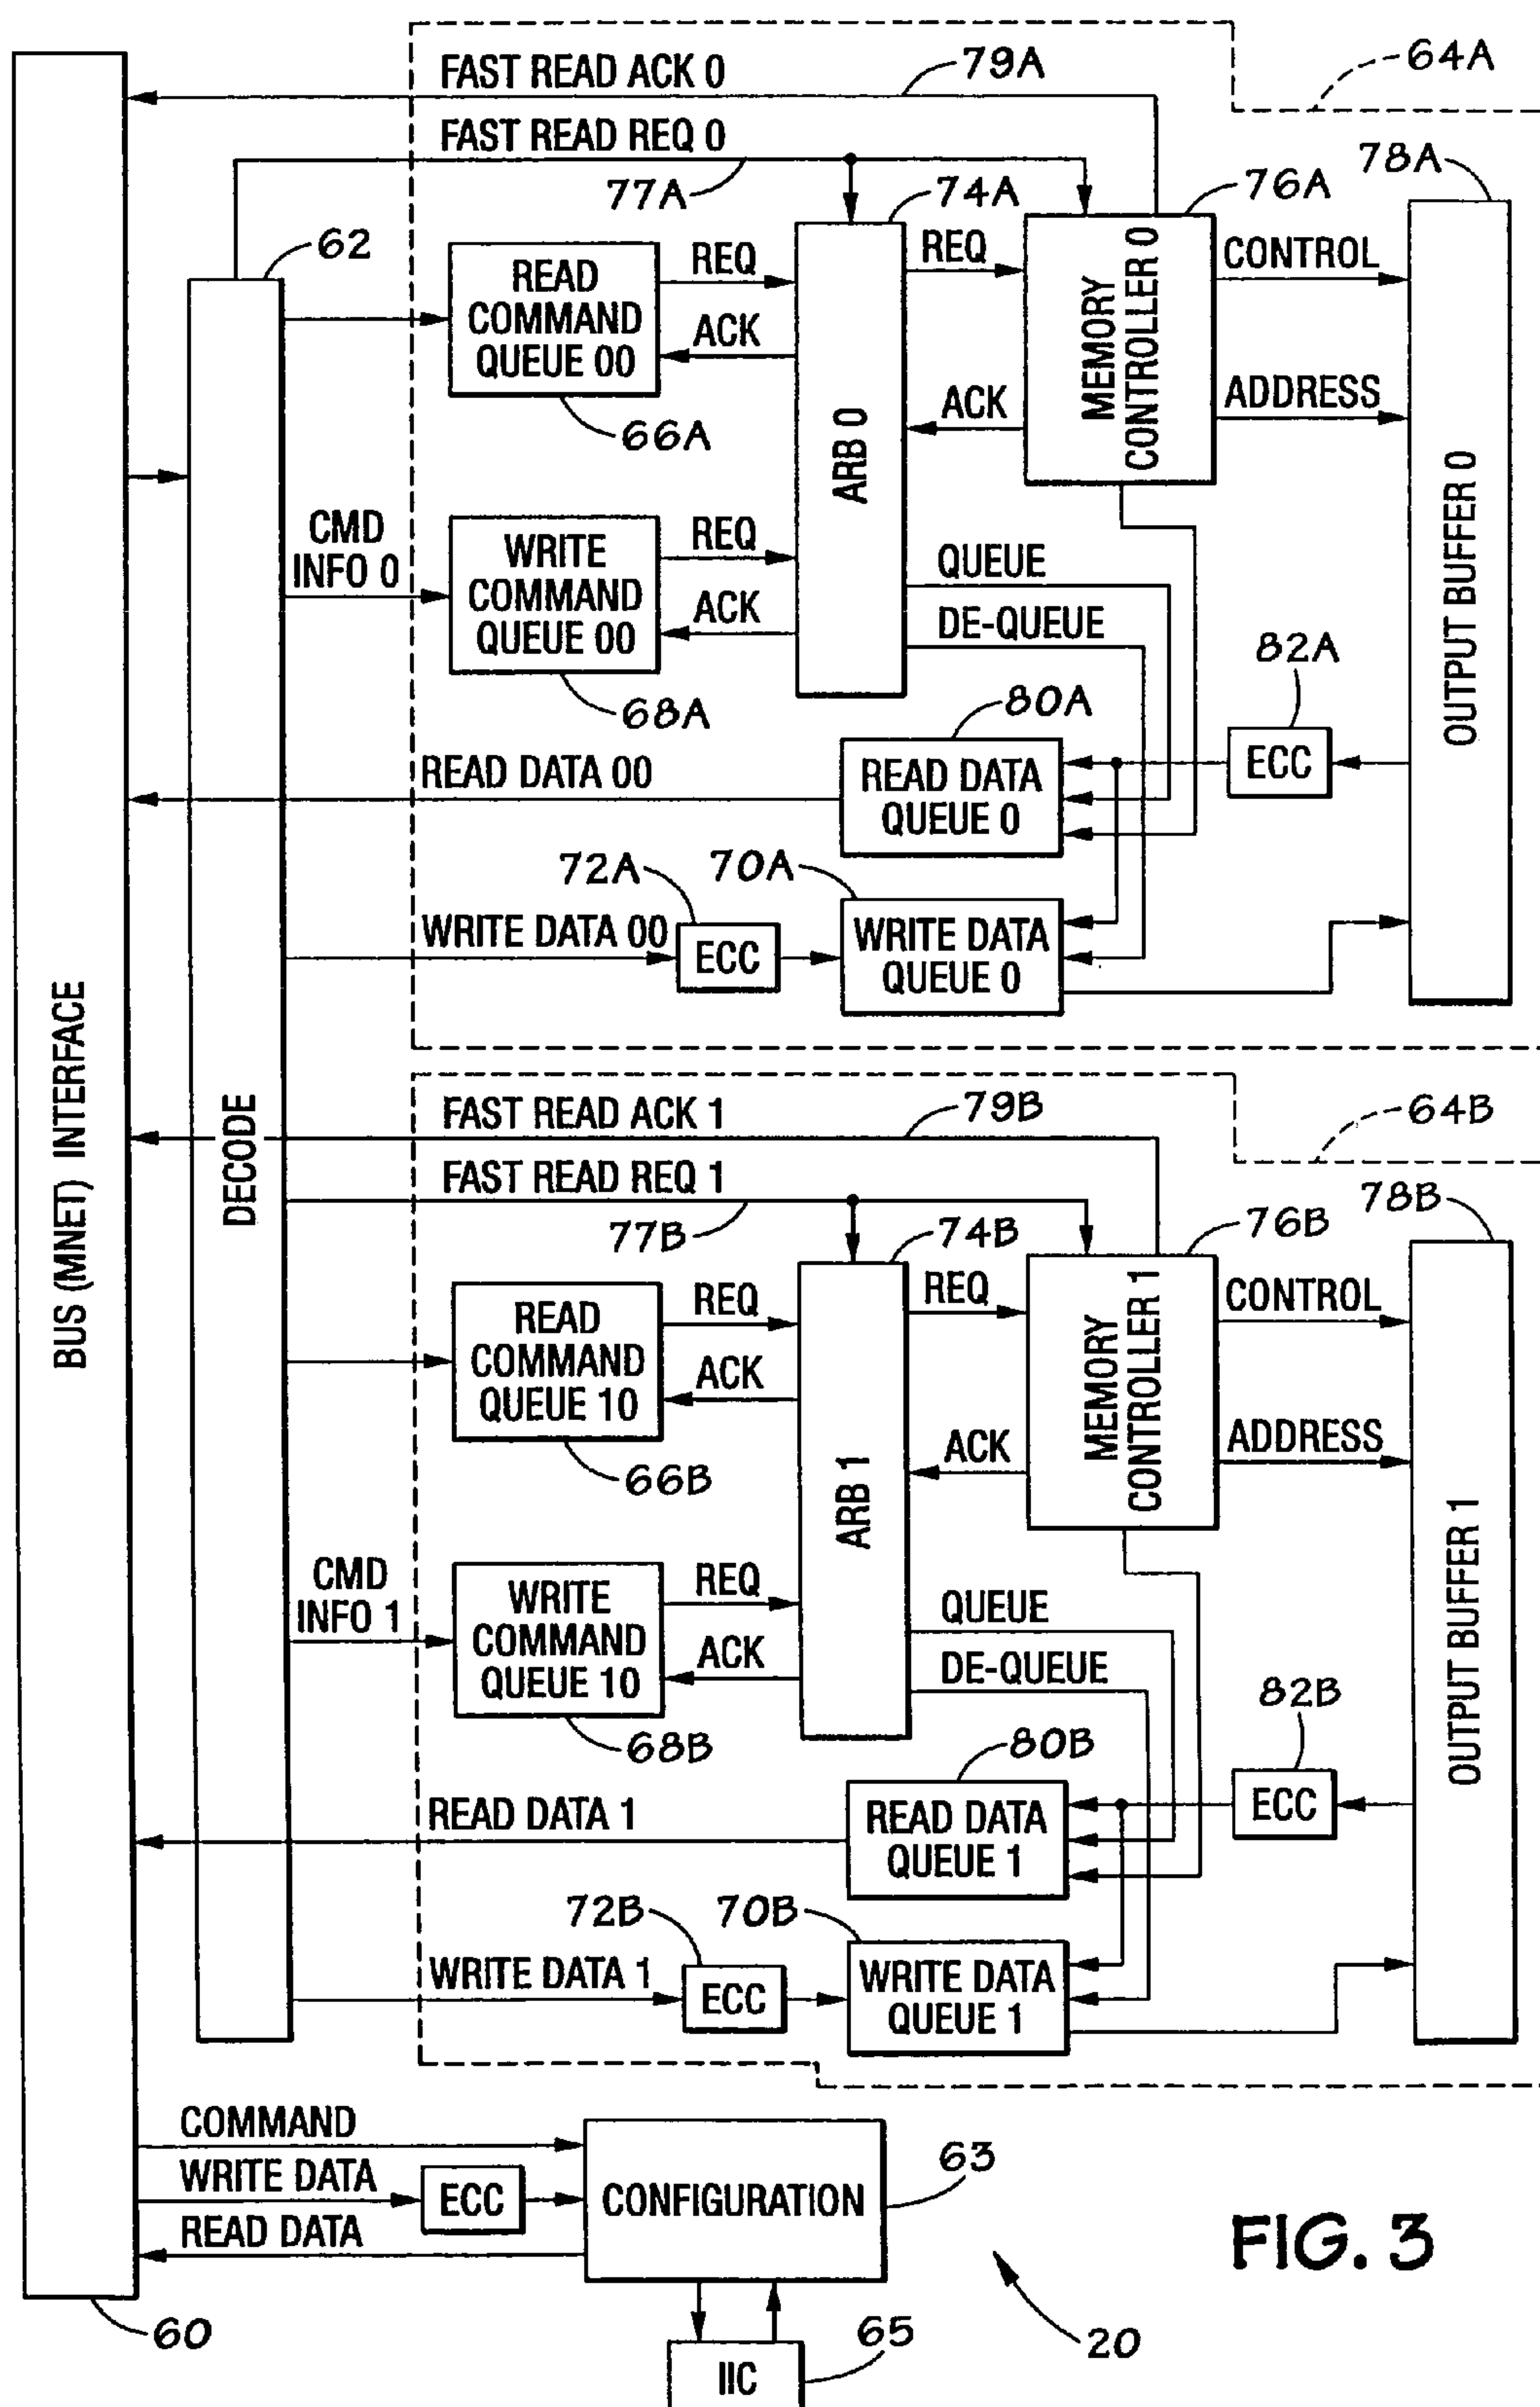 FAST READ ACK 0
79A
64A
FAST READ REQ 0
77A
74A
76A
78A
62
READ
COMMAND
QUEUE 00
REQ
ACK
66A
ARB 0
REQ
ACK
MEMORY
CONTROLLER 0
CONTROL
ADDRESS
OUTPUT BUFFER 0
CMD
INFO 0
WRITE
COMMAND
QUEUE 00
REQ
ACK
68A
QUEUE
DE-QUEUE
82A
80A
ECC
READ DATA 00
READ DATA
QUEUE 0
72A
70A
WRITE DATA 00
ECC
WRITE DATA
QUEUE 0
BUS (MNET) INTERFACE
DECODE
FAST READ ACK 1
79B
64B
FAST READ REQ 1
77B
74B
76B
78B
READ
COMMAND
QUEUE 10
REQ
ACK
66B
ARB 1
REQ
ACK
MEMORY
CONTROLLER 1
CONTROL
ADDRESS
OUTPUT BUFFER 1
CMD
INFO 1
WRITE
COMMAND
QUEUE 10
REQ
ACK
68B
QUEUE
DE-QUEUE
82B
80B
ECC
READ DATA 1
READ DATA
QUEUE 1
72B
70B
WRITE DATA 1
ECC
WRITE DATA
QUEUE 1
COMMAND
WRITE DATA
ECC
READ DATA
CONFIGURATION
63
FIG. 3
60
65
20
IIC